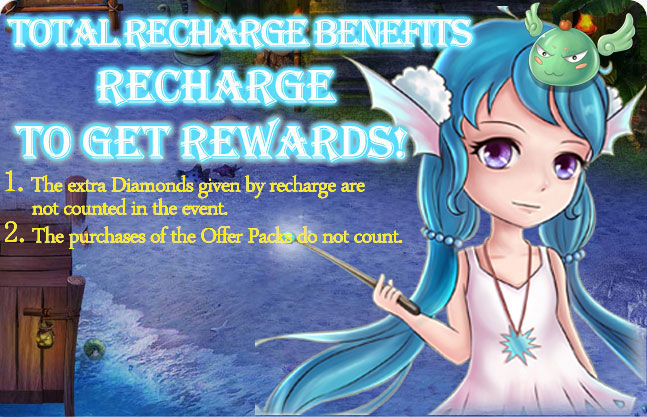 TOTAL RECHARGE BENEFITS
RECHARGE
TO GET REWARDS!
1. The extra Diamonds given by recharge are
not counted in the event.
2. The purchases of the Offer Packs do not count.